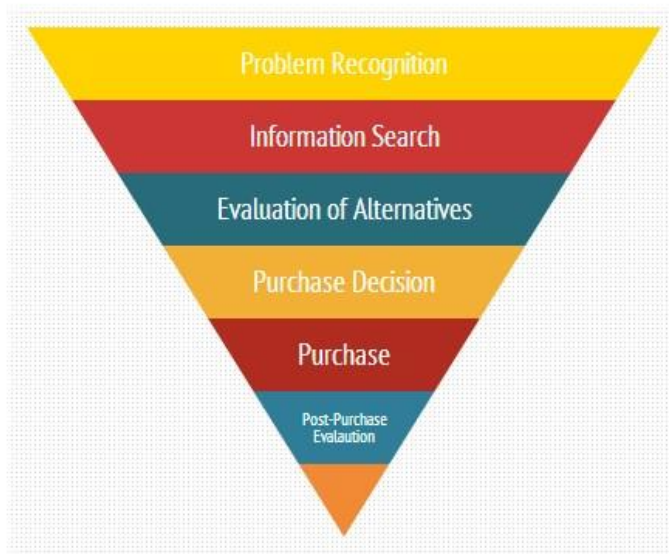 Problem Recognition
Information Search
Evaluation of Alternatives
Purchase Decision
Purchase
Post-Purchase
Evalaution